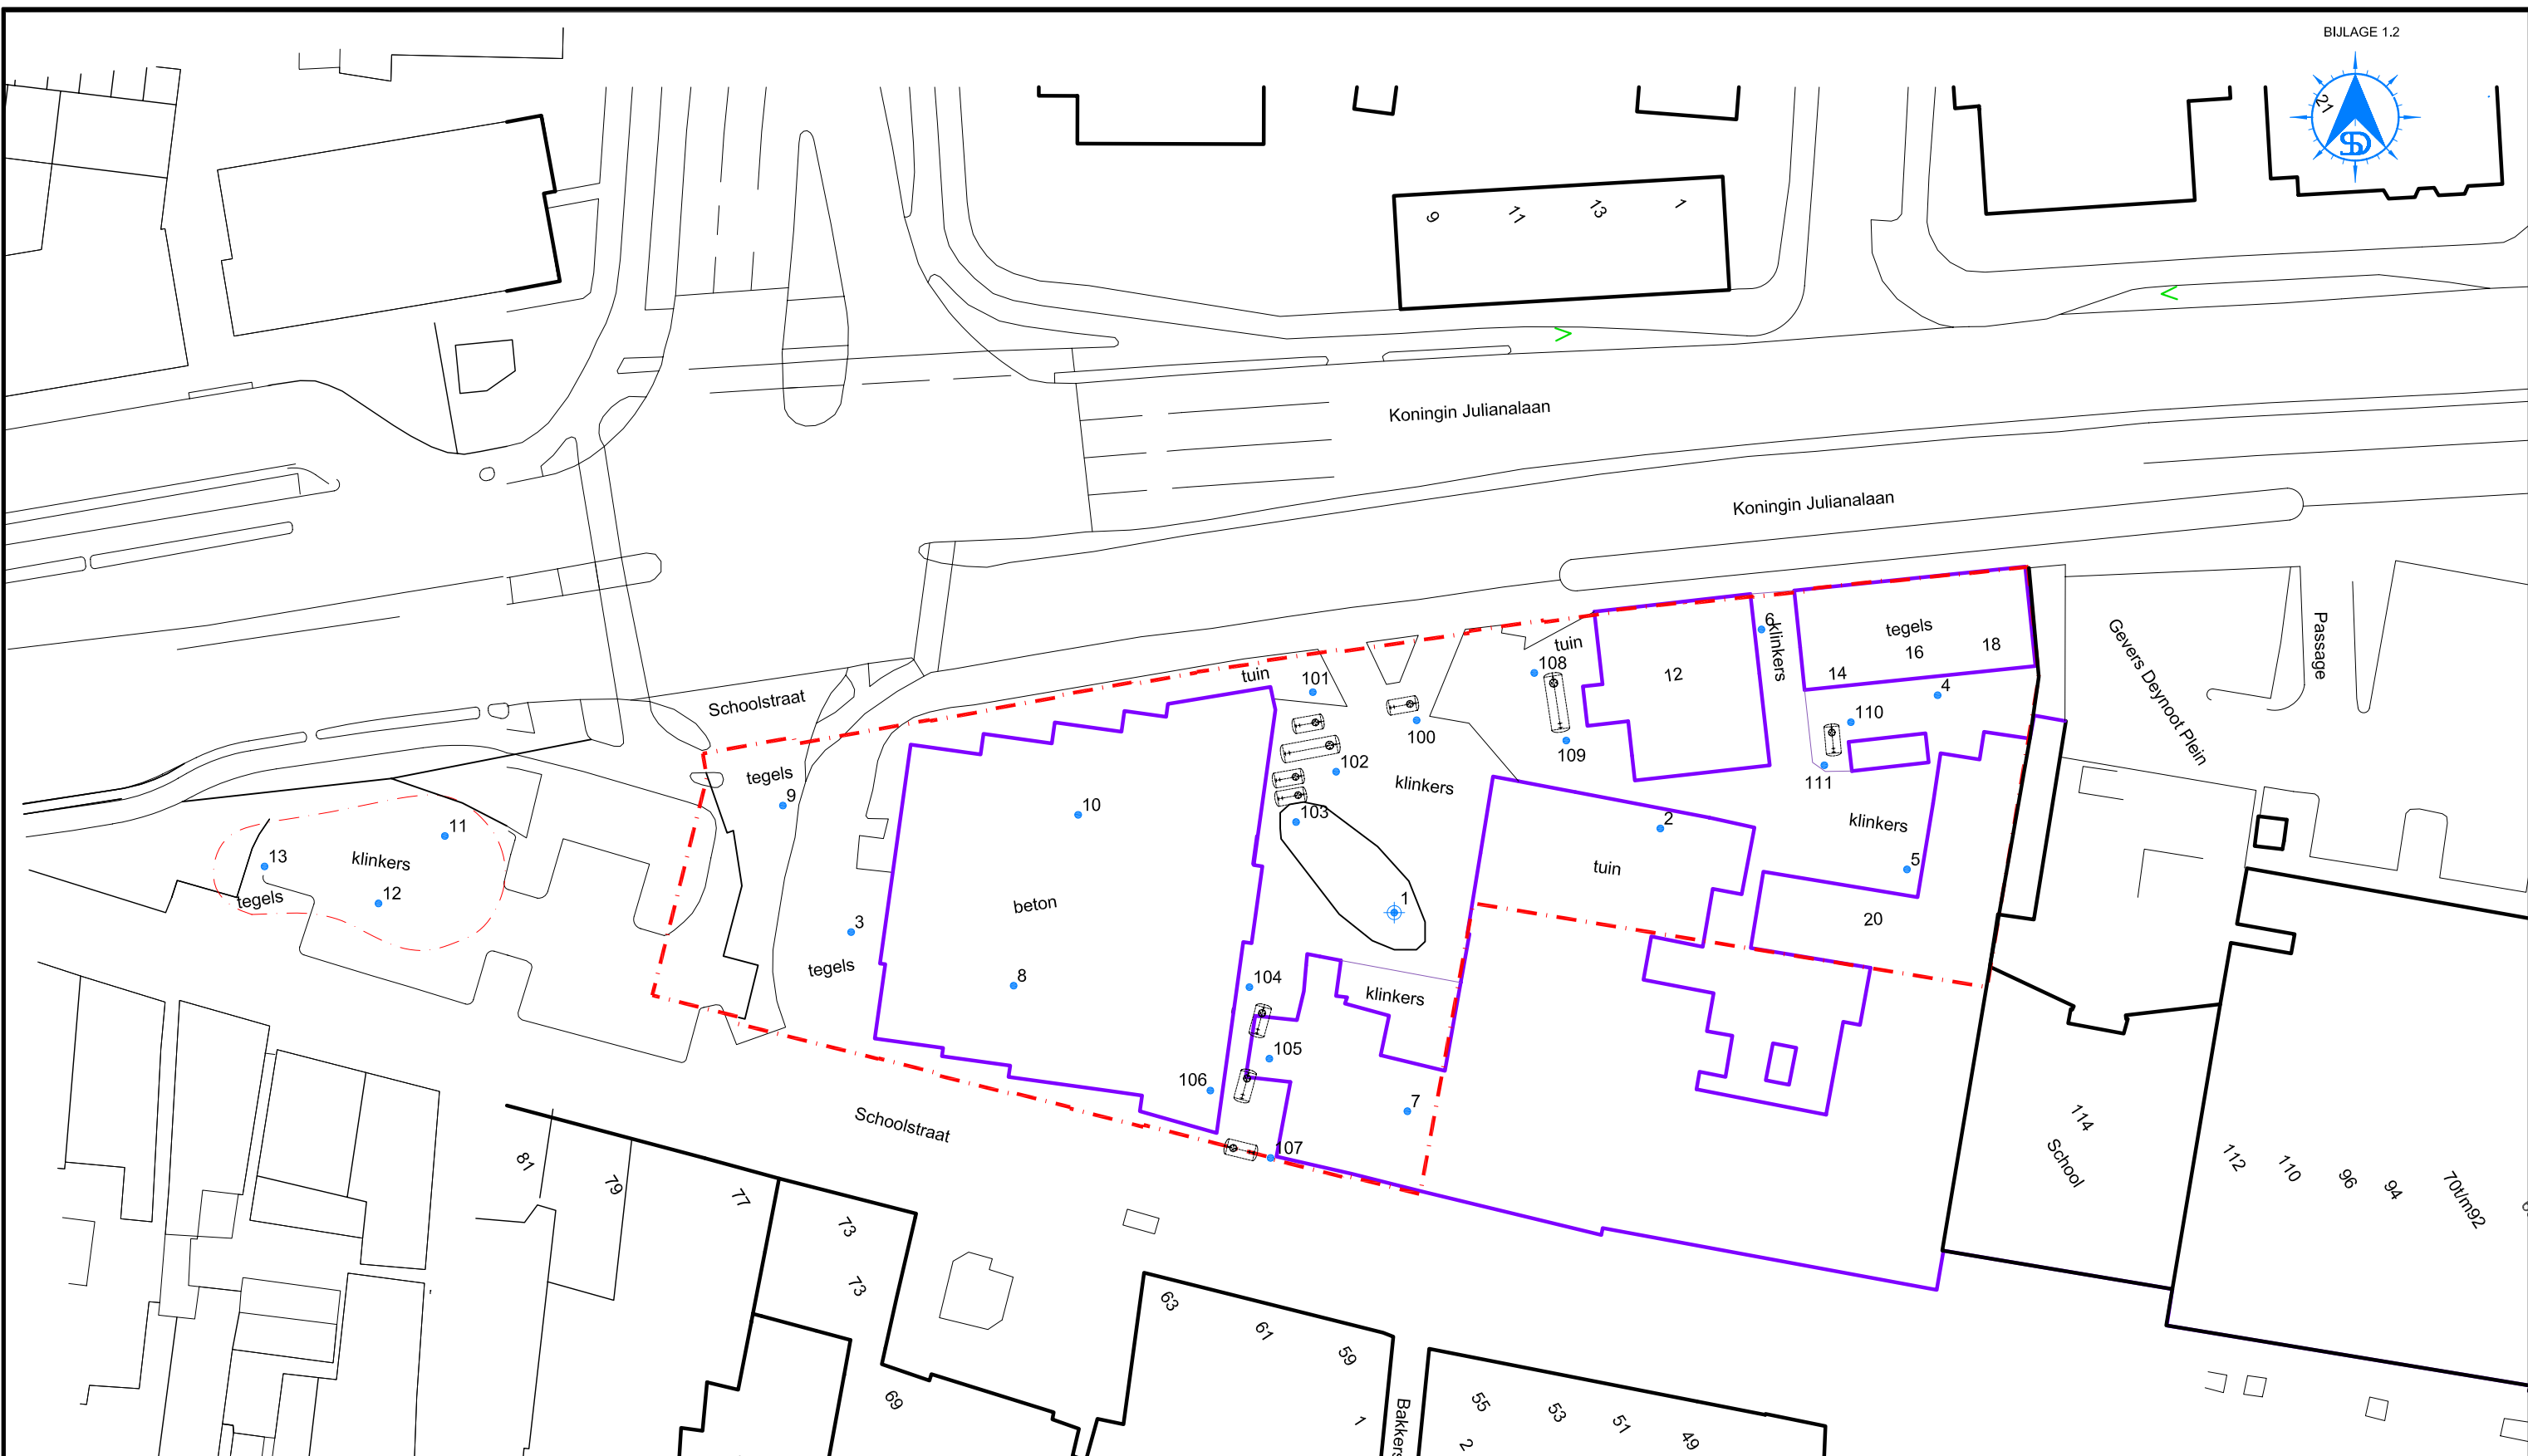 BIJLAGE 1.2
21
9
11
13
1
Koningin Julianalaan
Koningin Julianalaan
Passage
Gevers Deynoot Plein
6
klinkers
tegels
14
16
18
tuin
12
108
109
4
110
111
klinkers
5
20
tuin
101
100
102
103
klinkers
2
tuin
1
Schoolstraat
tegels
9
10
beton
3
tegels
8
104
klinkers
105
106
7
107
11
13
klinkers
12
tegels
Schoolstraat
81
79
77
73
73
69
63
61
59
1
Bakkers
55
53
51
49
2
114
School
112
110
96
94
70t/m92